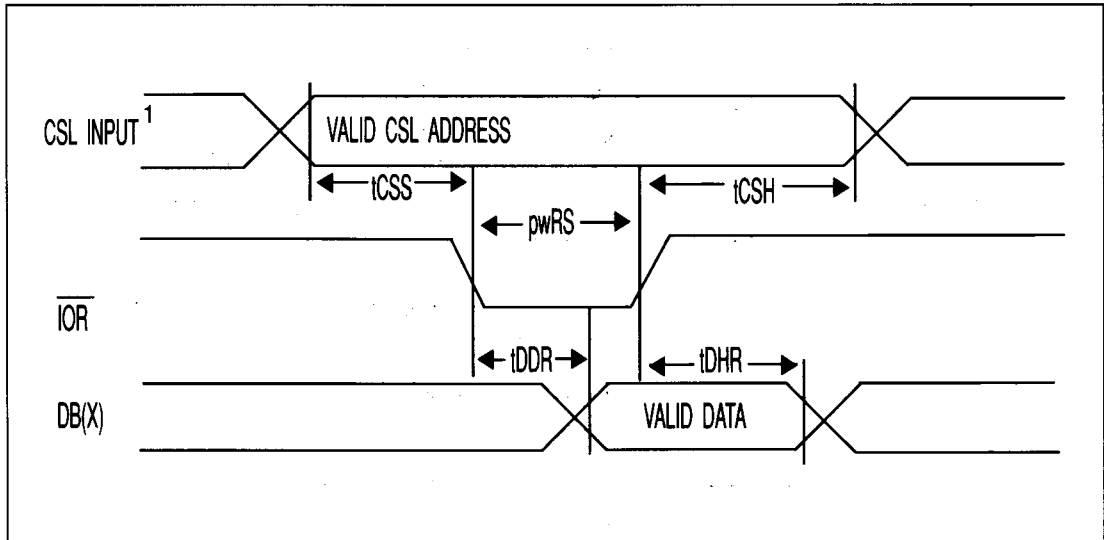 CSL INPUT 1
VALID CSL ADDRESS
tCSS
tCSH
pwRS
IOR
tDDR
tDHR
DB(X)
VALID DATA